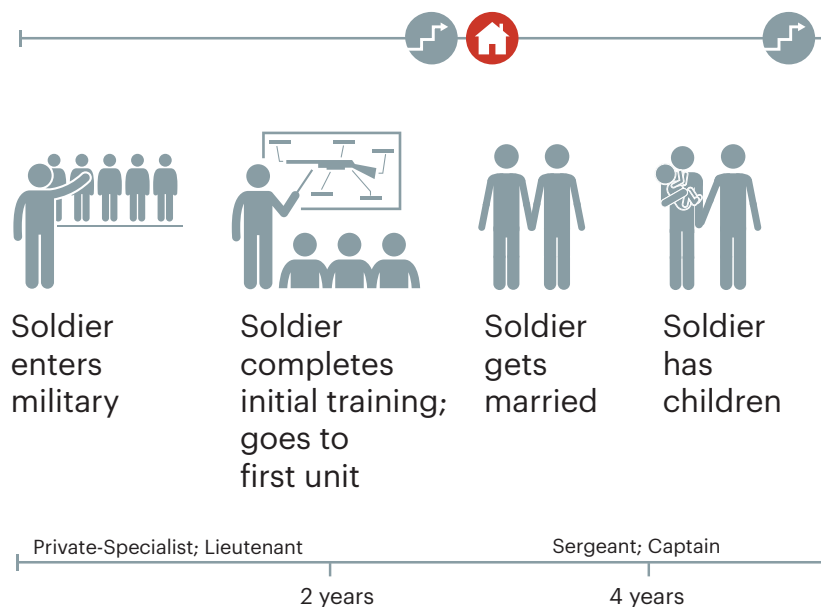 Soldier
enters
military
Soldier
completes
initial training;
goes to
first unit
Soldier
gets
married
Soldier
has
children
Private-Specialist; Lieutenant
Sergeant; Captain
2 years
4 years